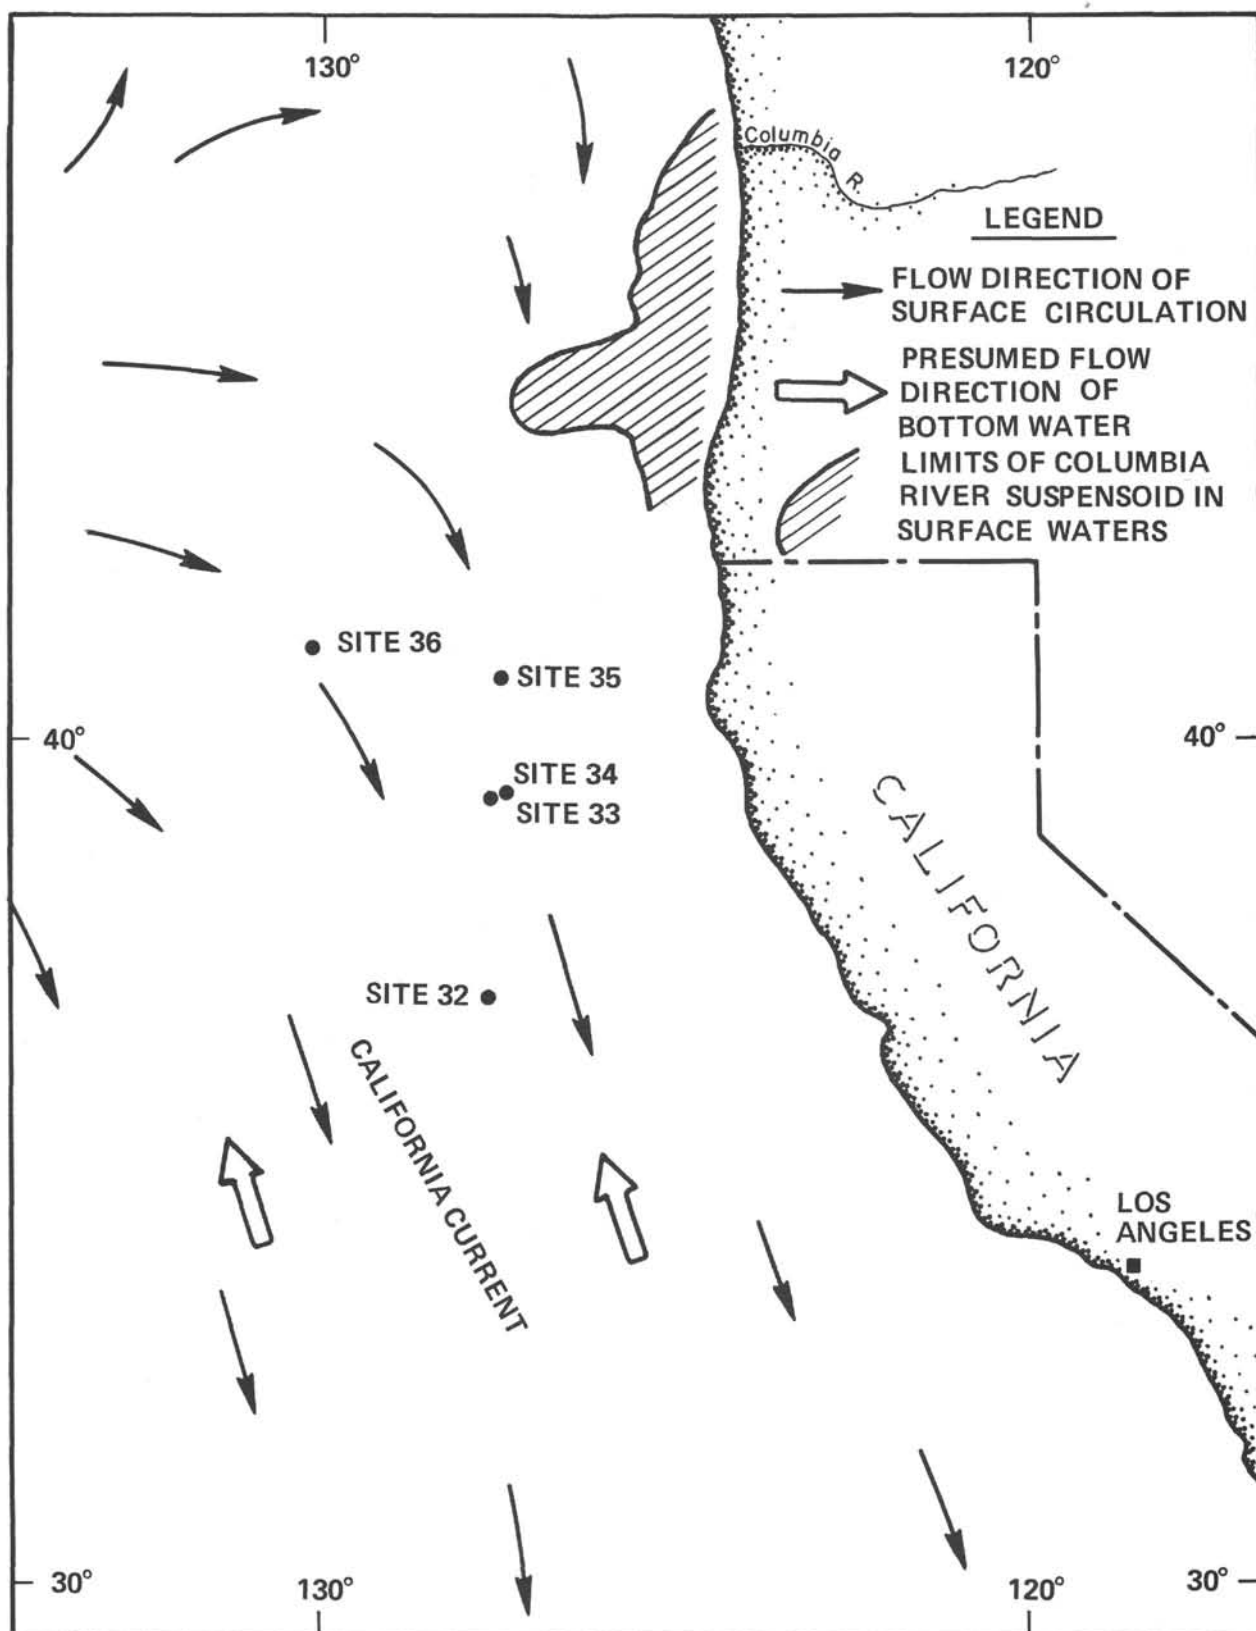 130°
120°
Columbia R.
LEGEND
FLOW DIRECTION OF
SURFACE CIRCULATION
PRESUMED FLOW
DIRECTION OF
BOTTOM WATER
LIMITS OF COLUMBIA
RIVER SUSPENSOID IN
SURFACE WATERS
SITE 36
SITE 35
40°
40°
SITE 34
SITE 33
CALIFORNIA
SITE 32
CALIFORNIA CURRENT
LOS
ANGELES
30°
130°
120°
30°